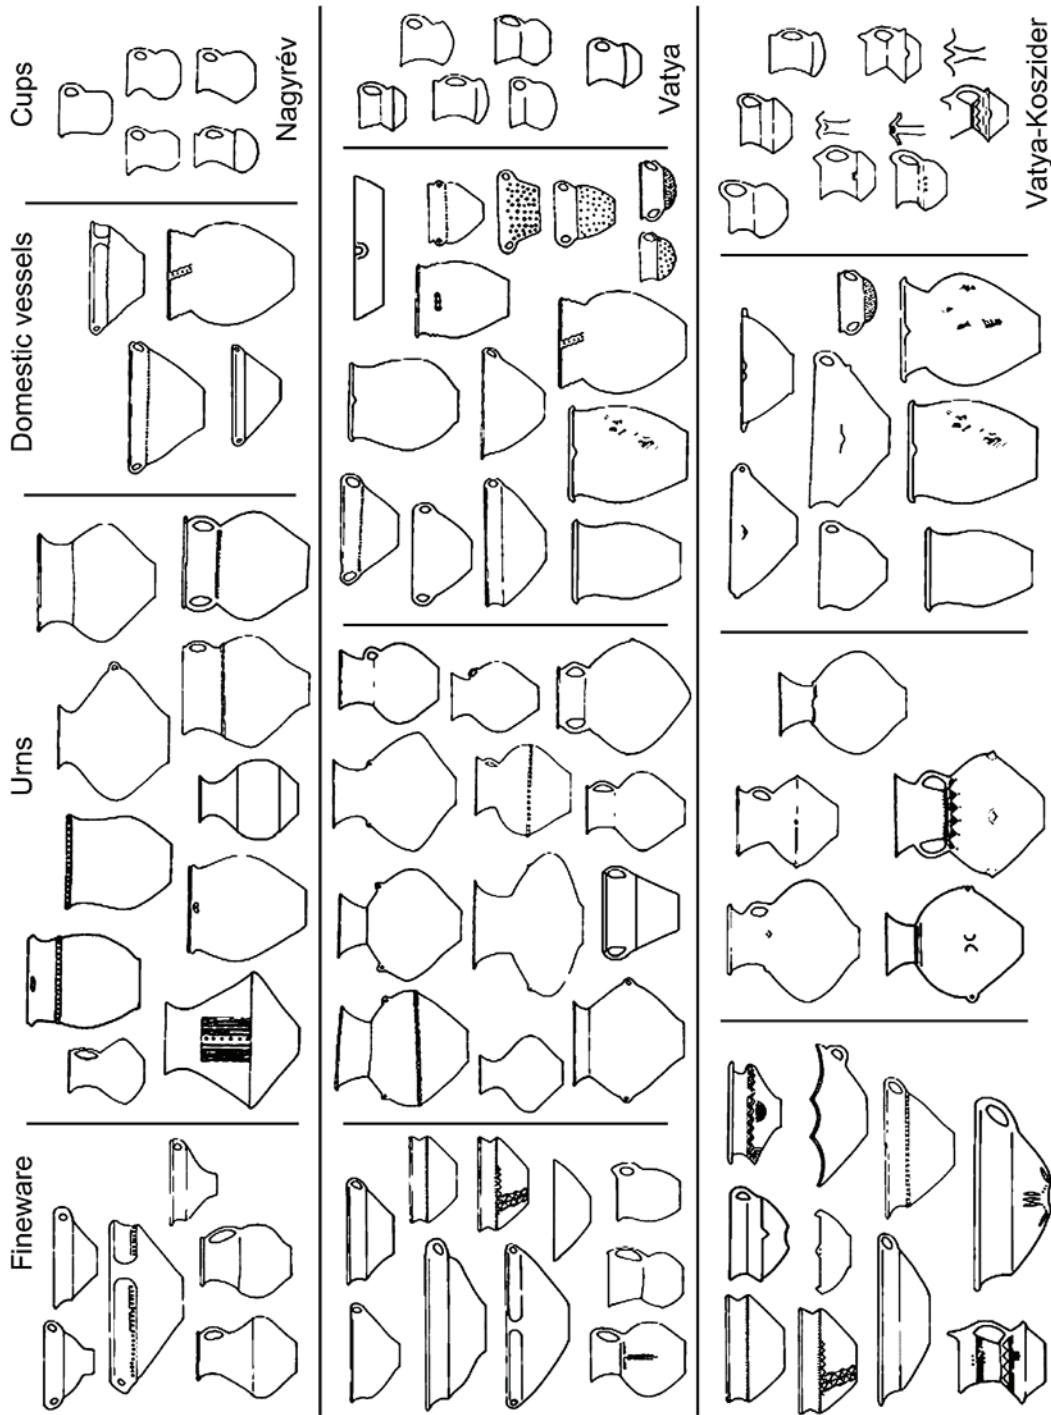 Fineware
Urns
Domestic vessels
Cups
Nagyrév
Vatya
Vatya-Koszider